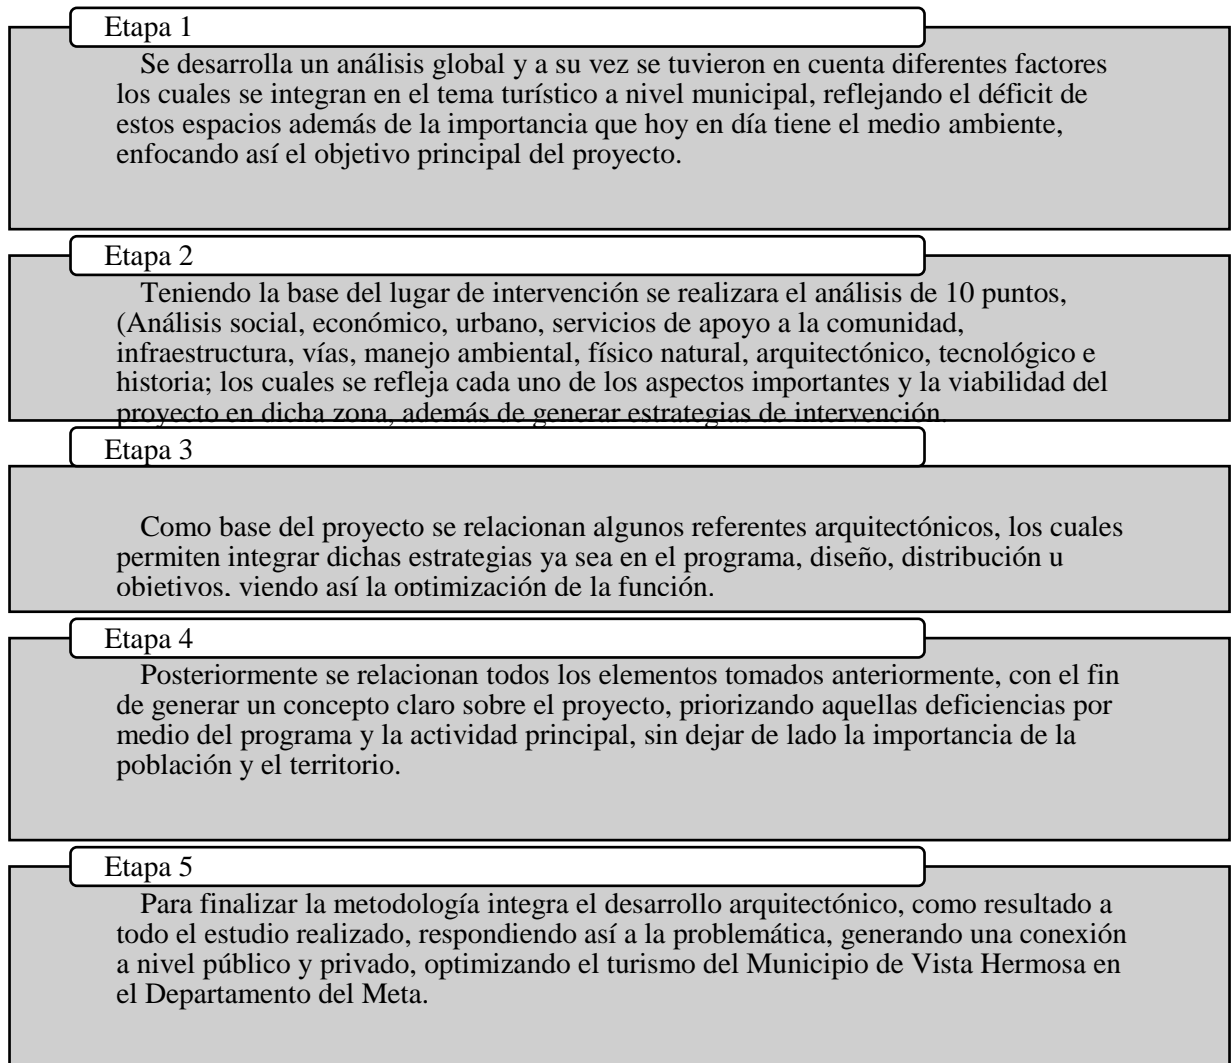 Etapa 1
Se desarrolla un análisis global y a su vez se tuvieron en cuenta diferentes factores
los cuales se integran en el tema turístico a nivel municipal, reflejando el déficit de
estos espacios además de la importancia que hoy en día tiene el medio ambiente,
enfocando así el objetivo principal del proyecto.
Etapa 2
Teniendo la base del lugar de intervención se realizara el análisis de 10 puntos,
(Análisis social, económico, urbano, servicios de apoyo a la comunidad,
infraestructura, vías, manejo ambiental, físico natural, arquitectónico, tecnológico e
historia; los cuales se refleja cada uno de los aspectos importantes y la viabilidad del
proyecto en dicha zona, además de generar estrategias de intervención.
Etapa 3
Como base del proyecto se relacionan algunos referentes arquitectónicos, los cuales
permiten integrar dichas estrategias ya sea en el programa, diseño, distribución u
objetivos, viendo así la optimización de la función.
Etapa 4
Posteriormente se relacionan todos los elementos tomados anteriormente, con el fin
de generar un concepto claro sobre el proyecto, priorizando aquellas deficiencias por
medio del programa y la actividad principal, sin dejar de lado la importancia de la
población y el territorio.
Etapa 5
Para finalizar la metodología integra el desarrollo arquitectónico, como resultado a
todo el estudio realizado, respondiendo así a la problemática, generando una conexión
a nivel público y privado, optimizando el turismo del Municipio de Vista Hermosa en
el Departamento del Meta.